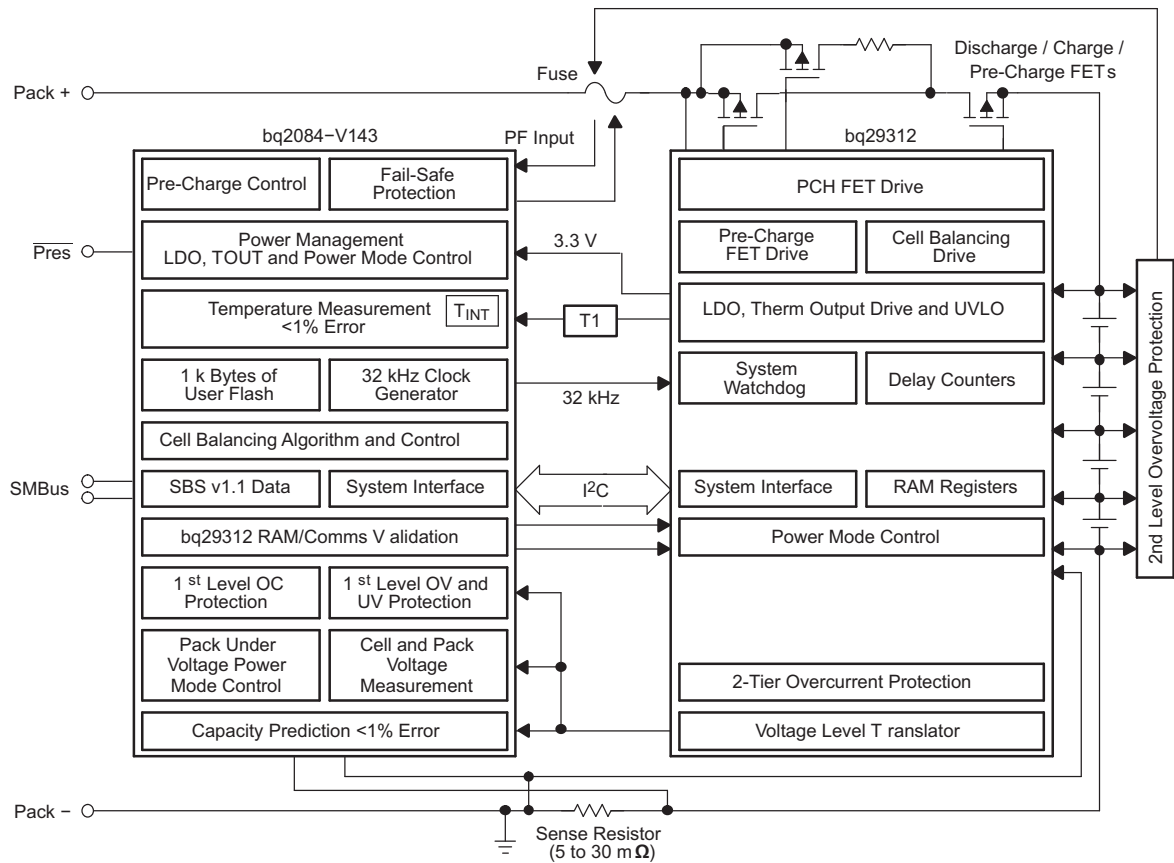 Discharge / Charge /
Pre-Charge FETs
Fuse
Pack +
bq2084−V143
PF Input
bq29312
Pre-Charge Control
Fail-Safe
Protection
PCH FET Drive
Pres
Power Management
LDO, TOUT and Power Mode Control
3.3 V
Pre-Charge
FET Drive
Cell Balancing
Drive
Temperature Measurement
<1% Error
TINT
T1
LDO, Therm Output Drive and UVLO
1 k Bytes of
User Flash
32 kHz Clock
Generator
32 kHz
System
Watchdog
Delay Counters
2nd Level Overvoltage Protection
Cell Balancing Algorithm and Control
SMBus
SBS v1.1 Data
System Interface
I2C
System Interface
RAM Registers
bq29312 RAM/Comms V alidation
Power Mode Control
1 st Level OC
Protection
1 st Level OV and
UV Protection
Pack Under
Voltage Power
Mode Control
Cell and Pack
Voltage
Measurement
2-Tier Overcurrent Protection
Capacity Prediction <1% Error
Voltage Level T ranslator
Pack −
Sense Resistor
(5 to 30 m Ω)